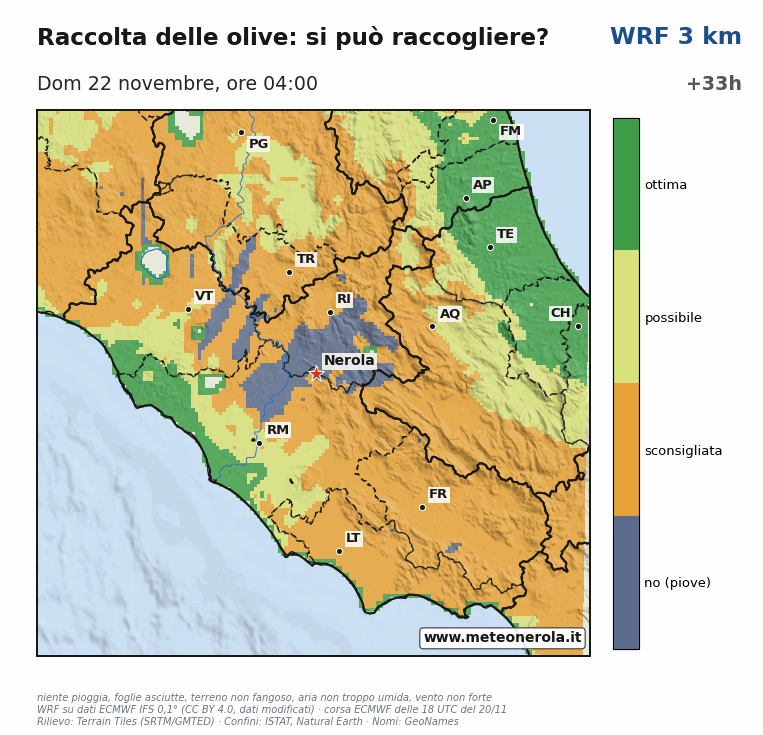 Raccolta delle olive: si può raccogliere?
WRF 3 km
Dom 22 novembre, ore 04:00
+33h
FM
PG
AP
TE
TR
VT
RI
AQ
CH
Nerola
RM
FR
LT
www.meteonerola.it
ottima
possibile
sconsigliata
no (piove)
niente pioggia, foglie asciutte, terreno non fangoso, aria non troppo umida, vento non forte
WRF su dati ECMWF IFS 0,1° (CC BY 4.0, dati modificati) · corsa ECMWF delle 18 UTC del 20/11
Rilievo: Terrain Tiles (SRTM/GMTED) · Confini: ISTAT, Natural Earth · Nomi: GeoNames